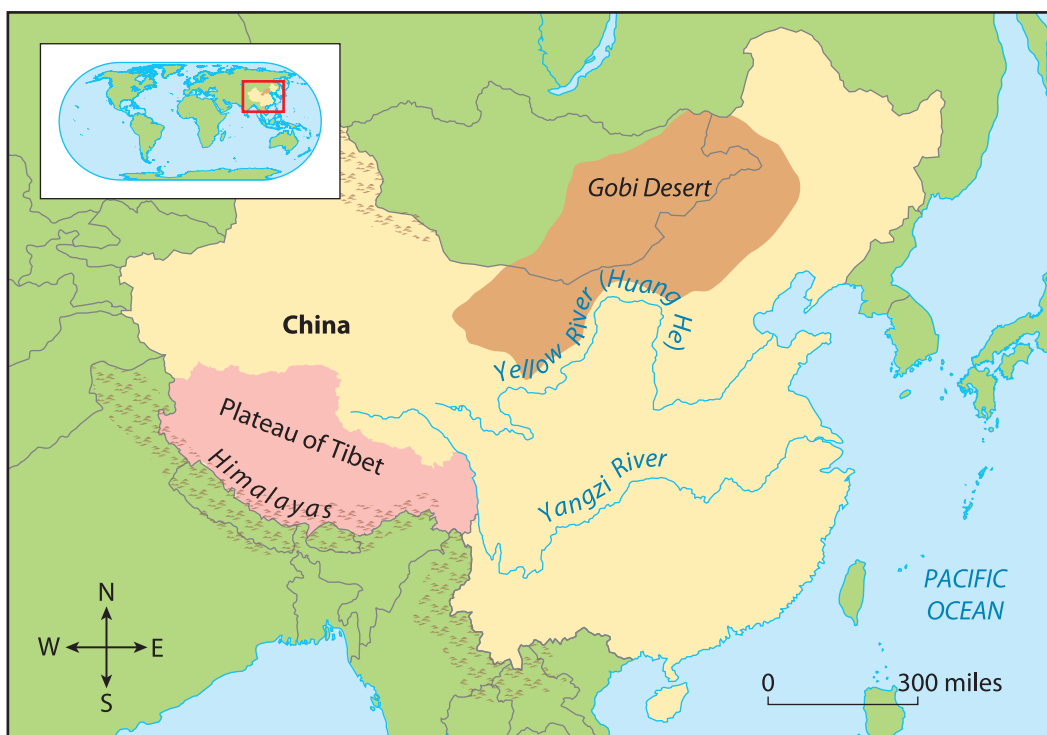 Gobi Desert
Yellow River (Huang He)
China
Plateau of Tibet
Himalayas
Yangzi River
PACIFIC
OCEAN
N
W E
S
0 300 miles